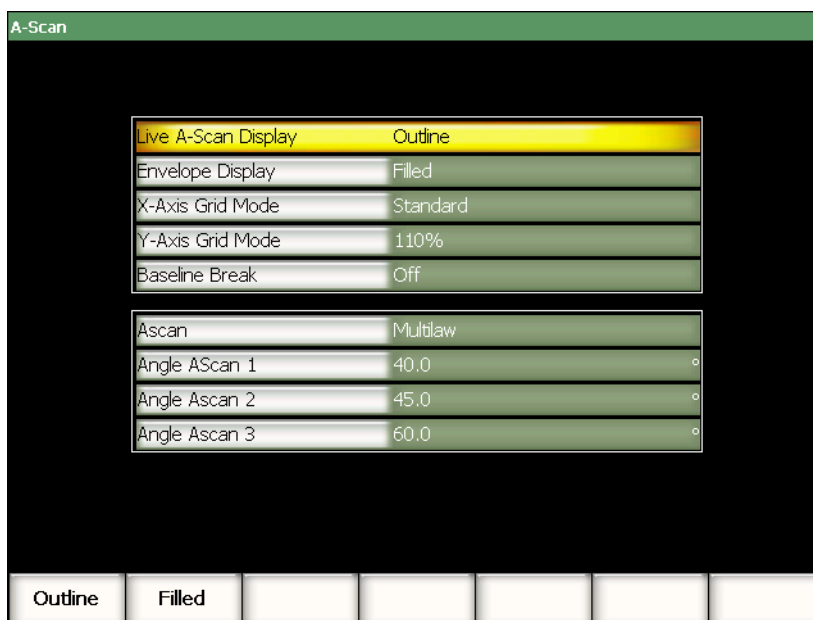 A-Scan
Live A-Scan Display Outline
Envelope Display Filled
X-Axis Grid Mode Standard
Y-Axis Grid Mode 110%
Baseline Break Off
Ascan Multilaw
Angle AScan 1 40.0 °
Angle Ascan 2 45.0 °
Angle Ascan 3 60.0 °
Outline Filled